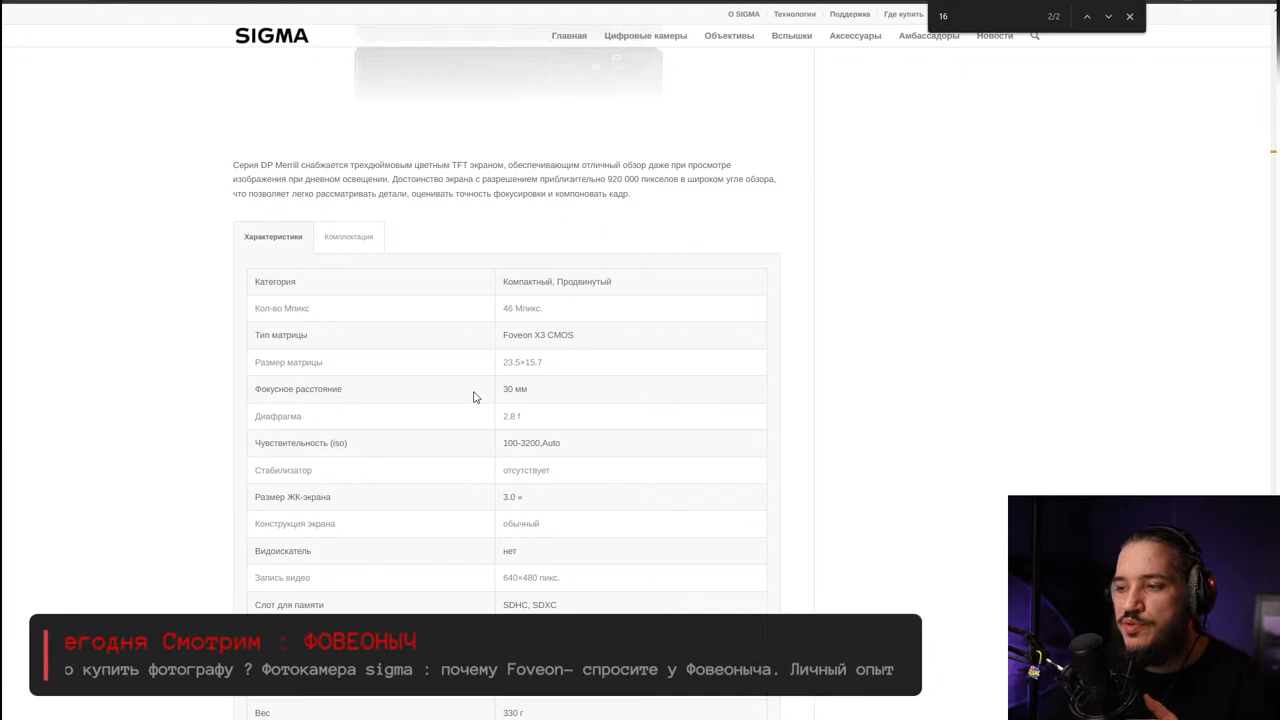 О SIGMA Технологии Поддержка Где купить
16 2/2
SIGMA
Главная Цифровые камеры Объективы Вспышки Аксессуары Амбассадоры Новости
Серия DP Merrill снабжается трехдюймовым цветным TFT экраном, обеспечивающим отличный обзор даже при просмотре
изображения при дневном освещении. Достоинство экрана с разрешением приблизительно 920 000 пикселов в широком угле обзора,
что позволяет легко рассматривать детали, оценивать точность фокусировки и компоновать кадр.
Характеристики Комплектация
Категория Компактный, Продвинутый
Кол-во Мпикс 46 Мпикс.
Тип матрицы Foveon X3 CMOS
Размер матрицы 23.5×15.7
Фокусное расстояние 30 мм
Диафрагма 2.8 f
Чувствительность (iso) 100-3200,Auto
Стабилизатор отсутствует
Размер ЖК-экрана 3.0 «
Конструкция экрана обычный
Видоискатель нет
Запись видео 640×480 пикс.
Слот для памяти SDHC, SDXC
егодня Смотрим : ФОВЕОНЫЧ
о купить фотографу ? Фотокамера sigma : почему Foveon– спросите у Фовеоныча. Личный опыт
Вес 330 г